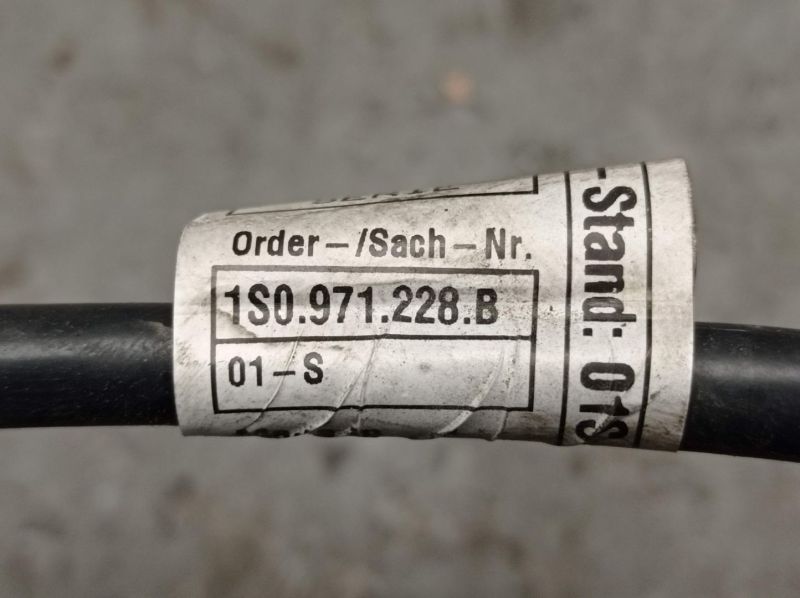 Order-/Sach-Nr.
1S0.971.228.B
01-S
-Stand: 01S